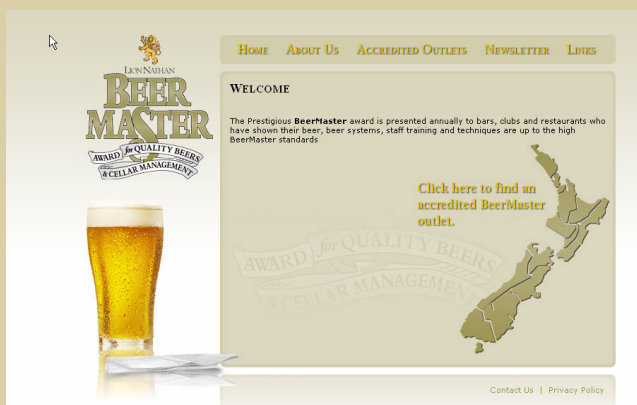 Home About Us Accredited Outlets Newsletter Links
LION NATHAN
BEER
MASTER
AWARD for QUALITY BEERS
& CELLAR MANAGEMENT
Welcome
The Prestigious BeerMaster award is presented annually to bars, clubs and restaurants who
have shown their beer, beer systems, staff training and techniques are up to the high
BeerMaster standards
Click here to find an
accredited BeerMaster
outlet.
AWARD for QUALITY BEERS
& CELLAR MANAGEMENT
Contact Us | Privacy Policy